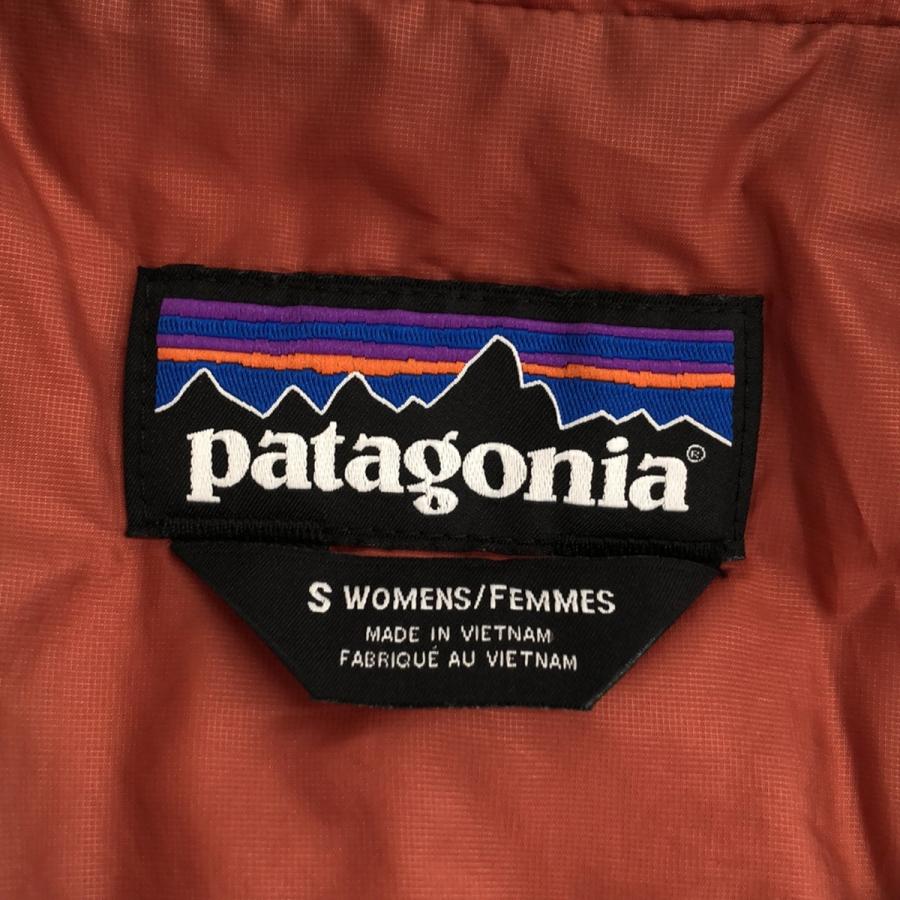 patagonia®
S WOMENS/FEMMES
MADE IN VIETNAM
FABRIQUÉ AU VIETNAM